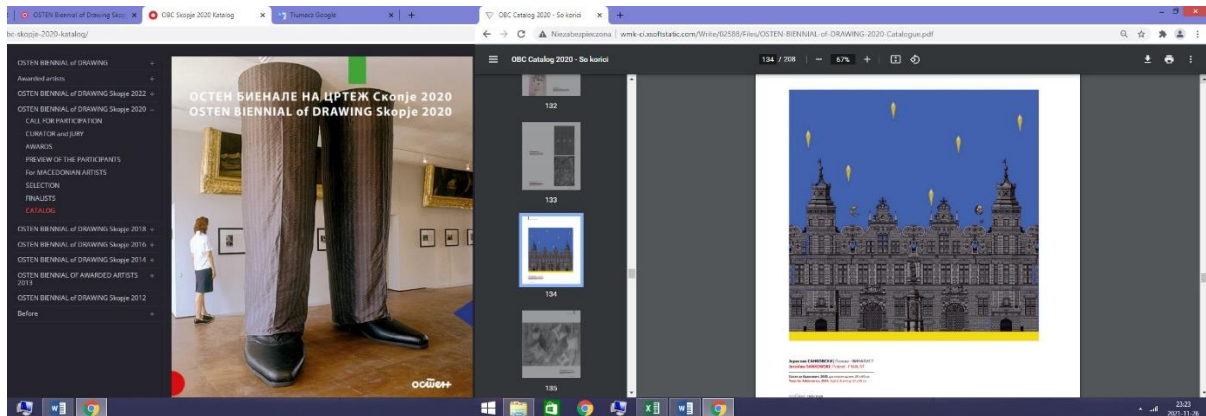 OSTEN Biennial of Drawing Skop
OBC Skopje 2020 Katalog
Tłumacz Google
bc-skopje-2020-katalog/
OSTEN BIENNIAL of DRAWING +
Awarded artists +
OSTEN BIENNIAL of DRAWING Skopje 2022 +
OSTEN BIENNIAL of DRAWING Skopje 2020 –
CALL FOR PARTICIPATION
CURATOR and JURY
AWARDS
PREVIEW OF THE PARTICIPANTS
For MACEDONIAN ARTISTS
SELECTION
FINALISTS
CATALOG
OSTEN BIENNIAL of DRAWING Skopje 2018 +
OSTEN BIENNIAL of DRAWING Skopje 2016 +
OSTEN BIENNIAL of DRAWING Skopje 2014 +
OSTEN BIENNIAL OF AWARDED ARTISTS +
2013
OSTEN BIENNIAL of DRAWING Skopje 2012
Before +
ОСТЕН БИЕНАЛЕ НА ЦРТЕЖ Скопје 2020
OSTEN BIENNIAL of DRAWING Skopje 2020
остен
OBC Catalog 2020 - So korici
Niezabezpieczona | wmk-ci.xsoftstatic.com/Write/02588/Files/OSTEN-BIENNIAL-of-DRAWING-2020-Catalogue.pdf
OBC Catalog 2020 - So korici
134 / 208 | – 67% +
132
133
134
135
23:23
2021-11-26